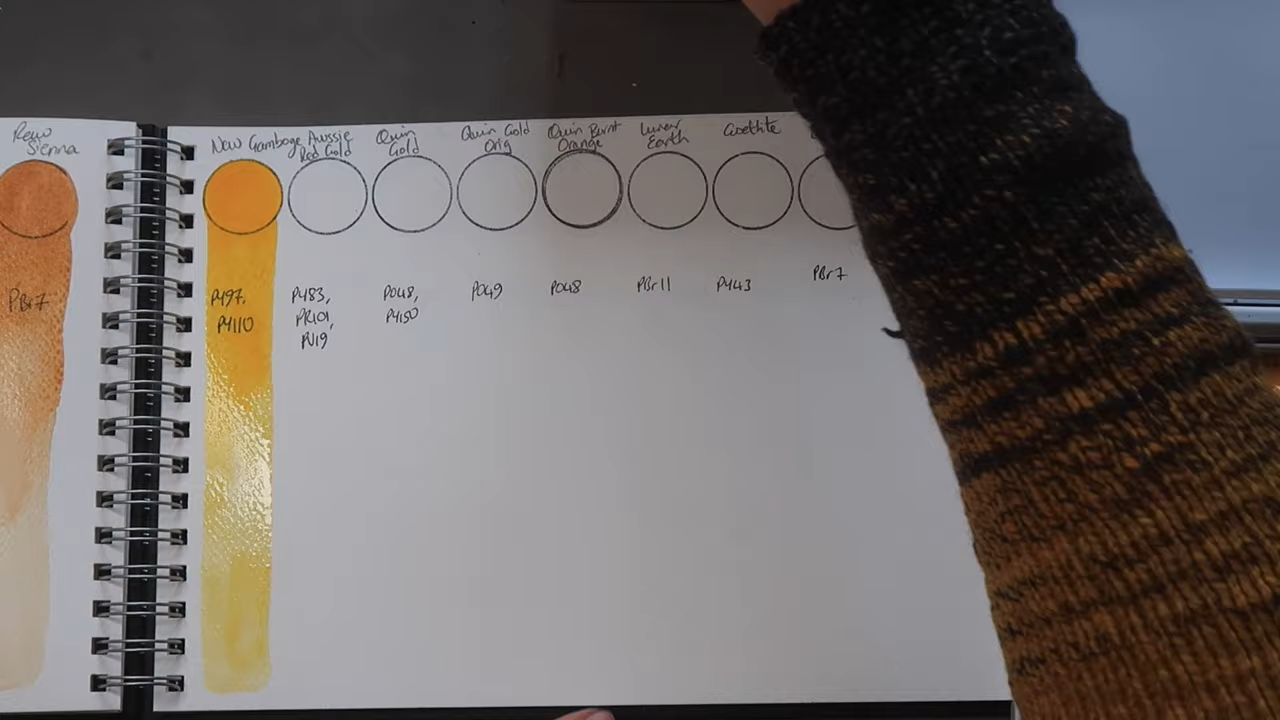 Raw
Sienna
PBr7
New Gamboge
PY97,
PY110
Aussie
Red Gold
PY83,
PR101,
PV19
Quin
Gold
PO48,
PY150
Quin Gold
Orig
PO49
Quin Burnt
Orange
PO48
Lunar
Earth
PBr11
Goethite
PY43
PBr7